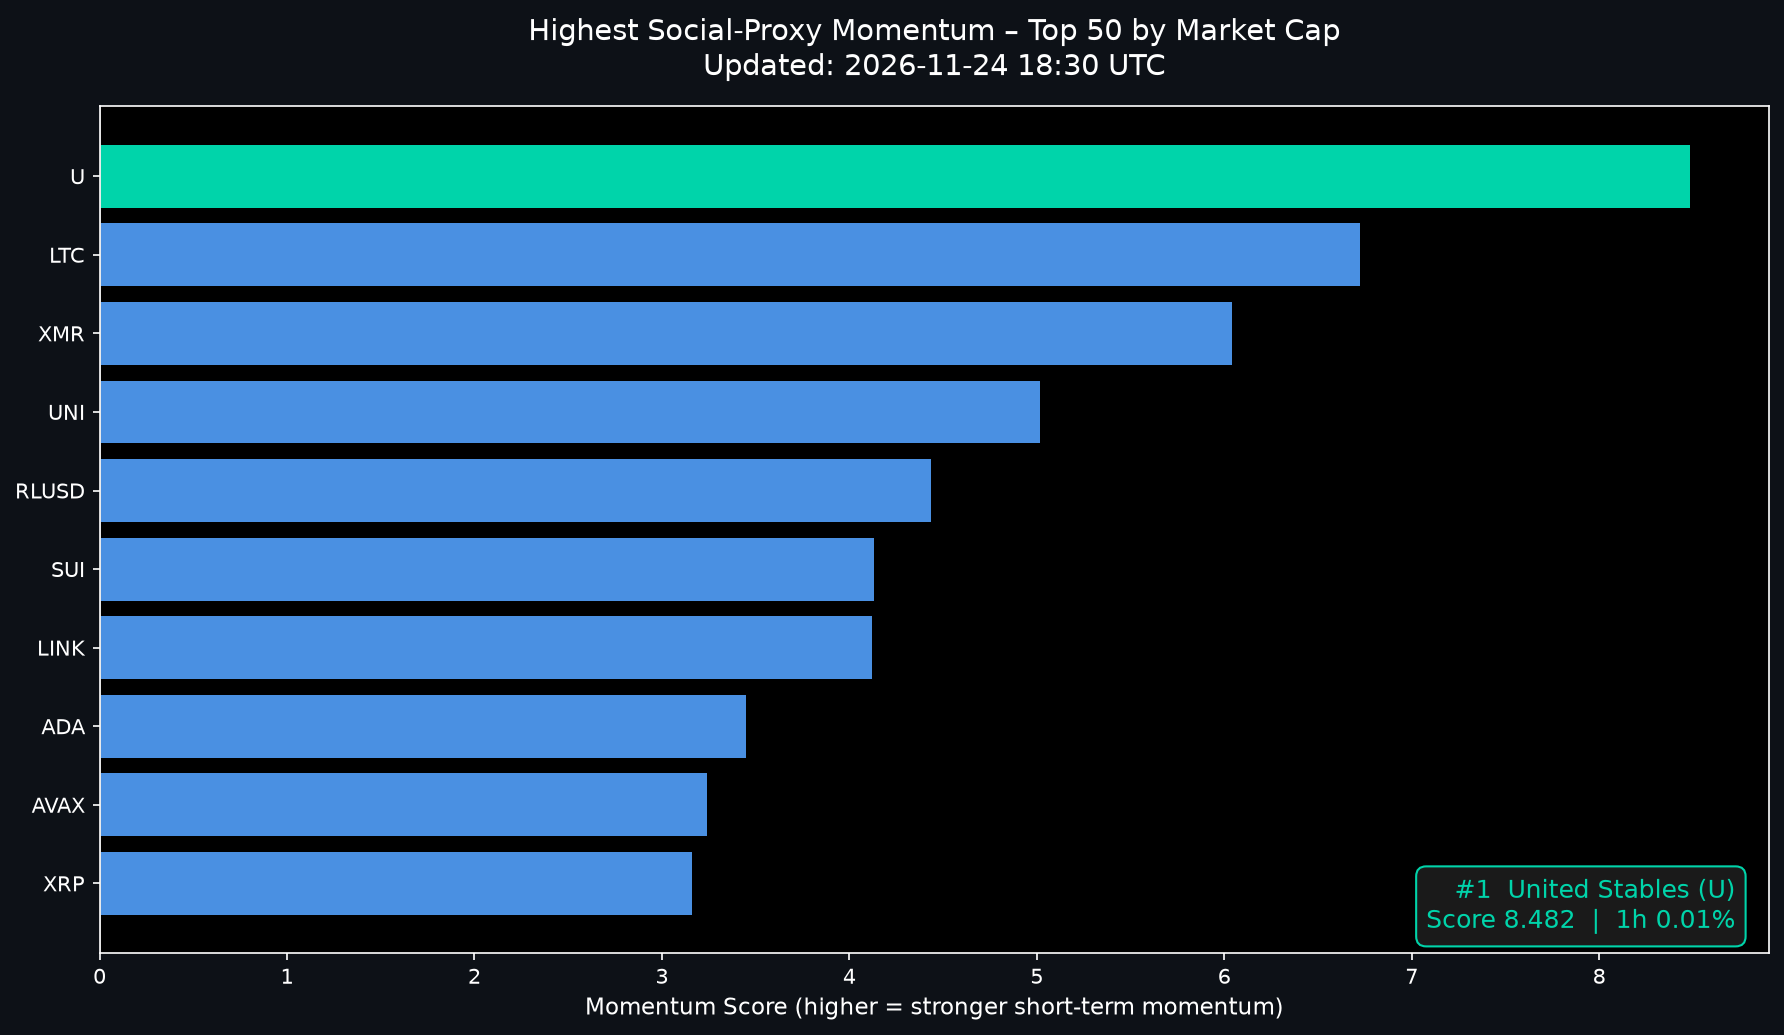 Highest Social-Proxy Momentum – Top 50 by Market Cap
Updated: 2026-11-24 18:30 UTC
U
LTC
XMR
UNI
RLUSD
SUI
LINK
ADA
AVAX
XRP
#1 United Stables (U)
Score 8.482 | 1h 0.01%
0 1 2 3 4 5 6 7 8
Momentum Score (higher = stronger short-term momentum)